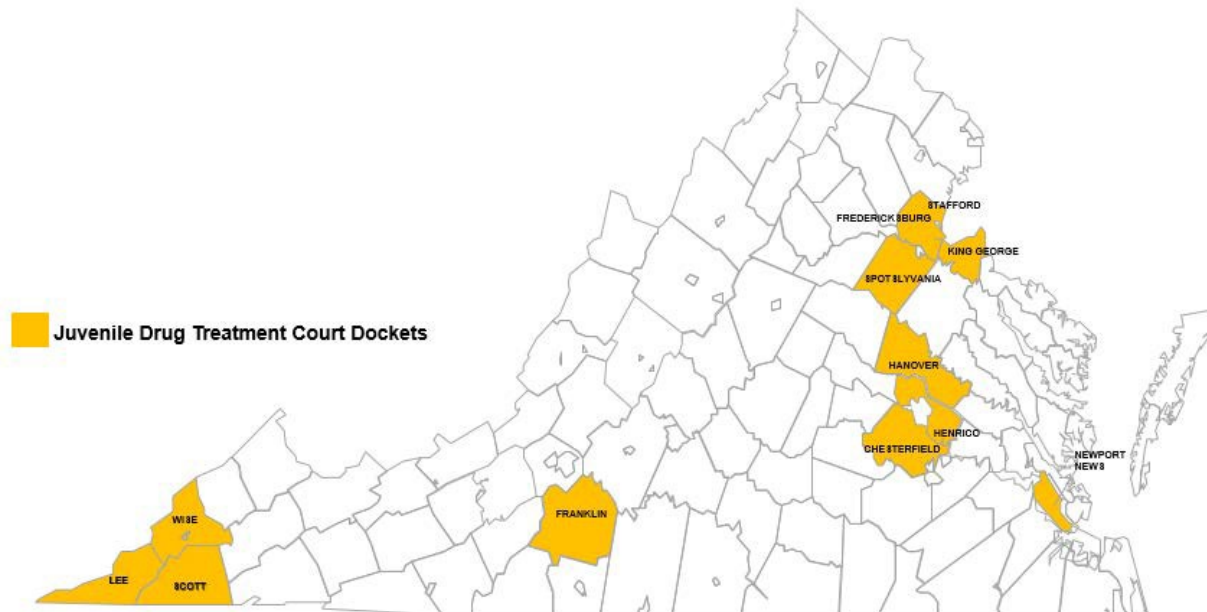 STAFFORD
FREDERICKSBURG
KING GEORGE
SPOTSLYVANIA
Juvenile Drug Treatment Court Dockets
HANOVER
HENRICO
CHESTERFIELD
NEWPORT
NEWS
FRANKLIN
WISE
LEE
SCOTT